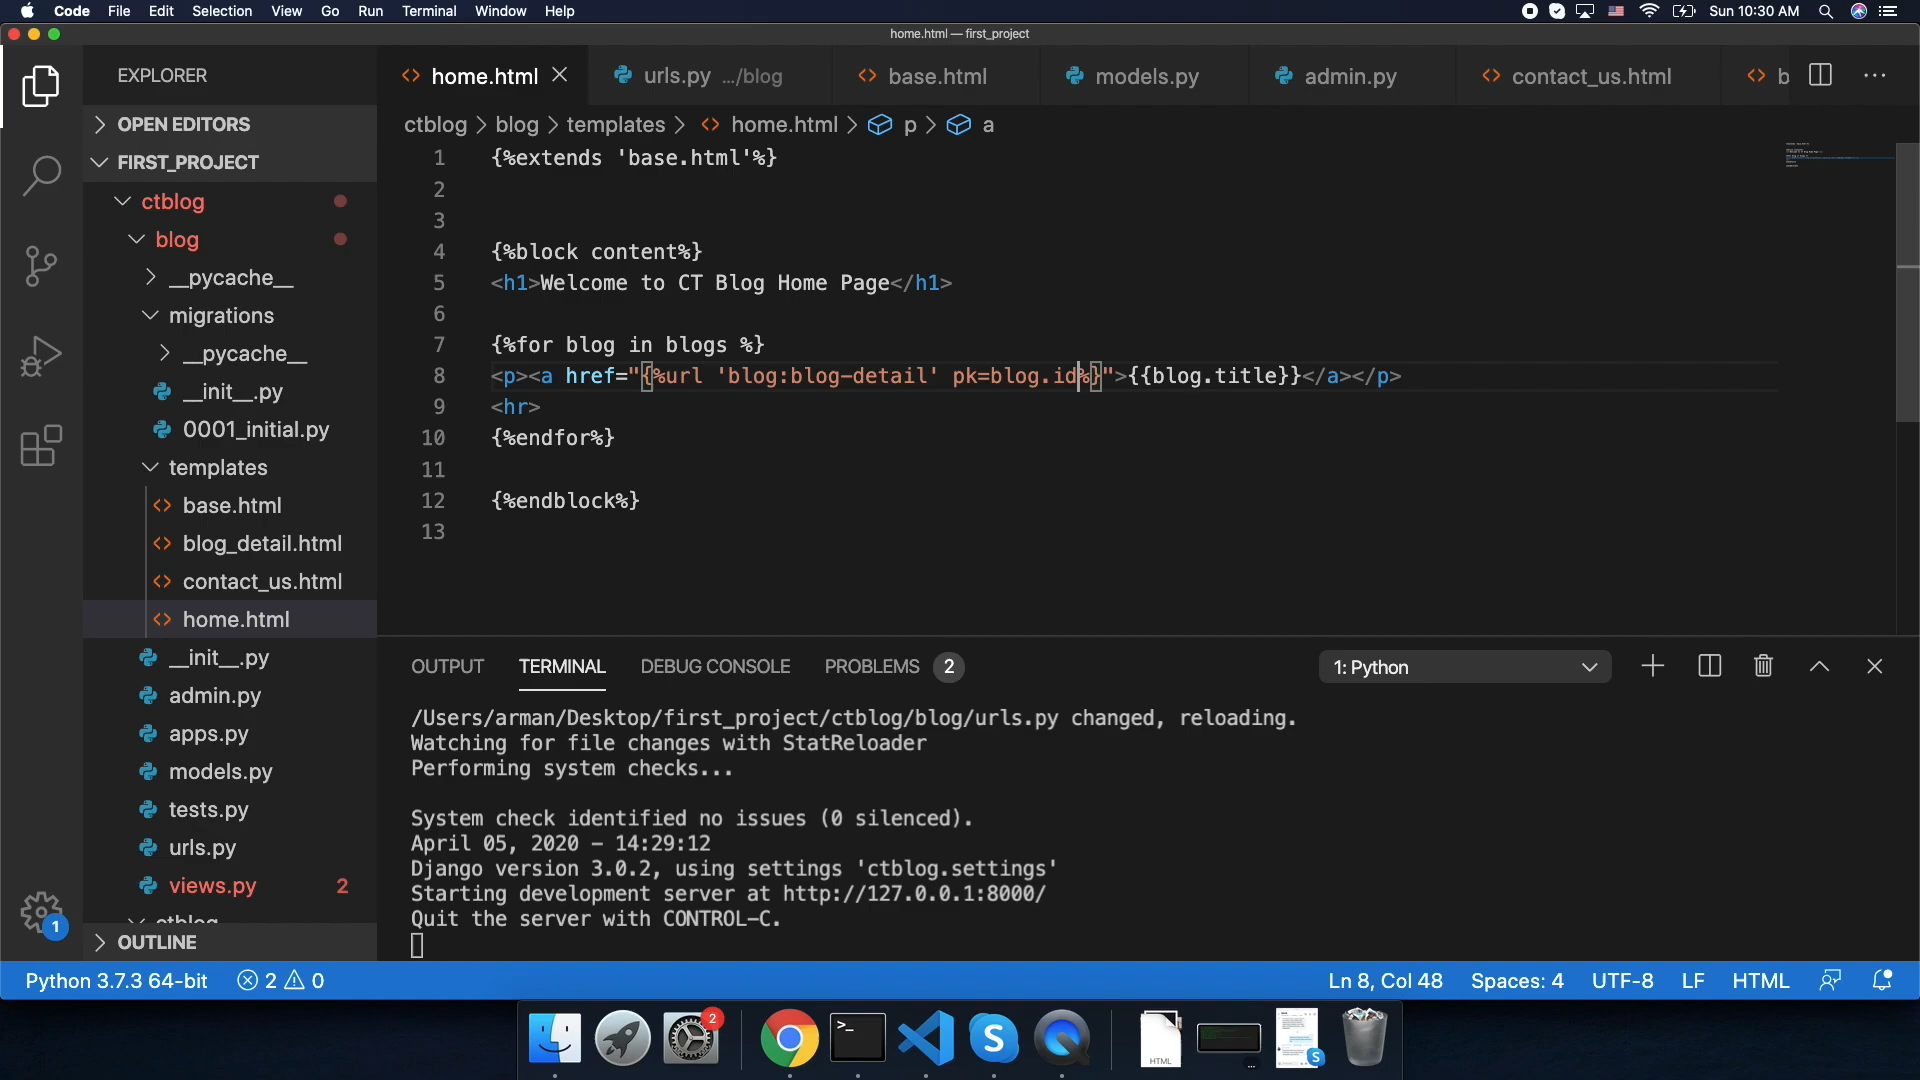 Code File Edit Selection View Go Run Terminal Window Help Sun 10:30 AM
home.html — first_project
EXPLORER
OPEN EDITORS
FIRST_PROJECT
ctblog
blog
__pycache__
migrations
__pycache__
__init__.py
0001_initial.py
templates
base.html
blog_detail.html
contact_us.html
home.html
__init__.py
admin.py
apps.py
models.py
tests.py
urls.py
views.py 2
ctblog
OUTLINE
home.html urls.py .../blog base.html models.py admin.py contact_us.html b
ctblog > blog > templates > home.html > p > a
1 {%extends 'base.html'%}
2
3
4 {%block content%}
5 <h1>Welcome to CT Blog Home Page</h1>
6
7 {%for blog in blogs %}
8 <p><a href="{%url 'blog:blog-detail' pk=blog.id%}">{{blog.title}}</a></p>
9 <hr>
10 {%endfor%}
11
12 {%endblock%}
13
OUTPUT TERMINAL DEBUG CONSOLE PROBLEMS 2 1: Python
/Users/arman/Desktop/first_project/ctblog/blog/urls.py changed, reloading.
Watching for file changes with StatReloader
Performing system checks...
System check identified no issues (0 silenced).
April 05, 2020 - 14:29:12
Django version 3.0.2, using settings 'ctblog.settings'
Starting development server at http://127.0.0.1:8000/
Quit the server with CONTROL-C.
1
Python 3.7.3 64-bit 2 0 Ln 8, Col 48 Spaces: 4 UTF-8 LF HTML
2
HTML